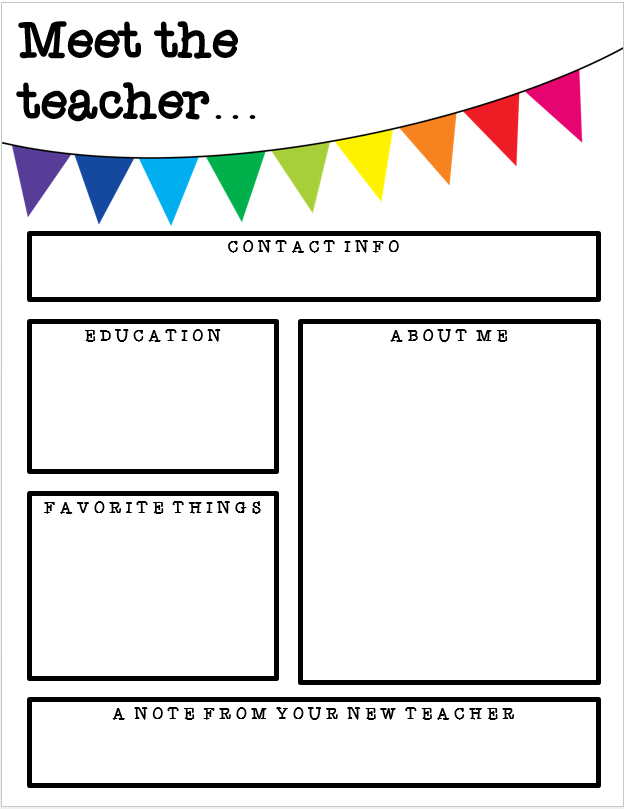 Meet the
teacher...
CONTACT INFO
EDUCATION
ABOUT ME
FAVORITE THINGS
A NOTE FROM YOUR NEW TEACHER